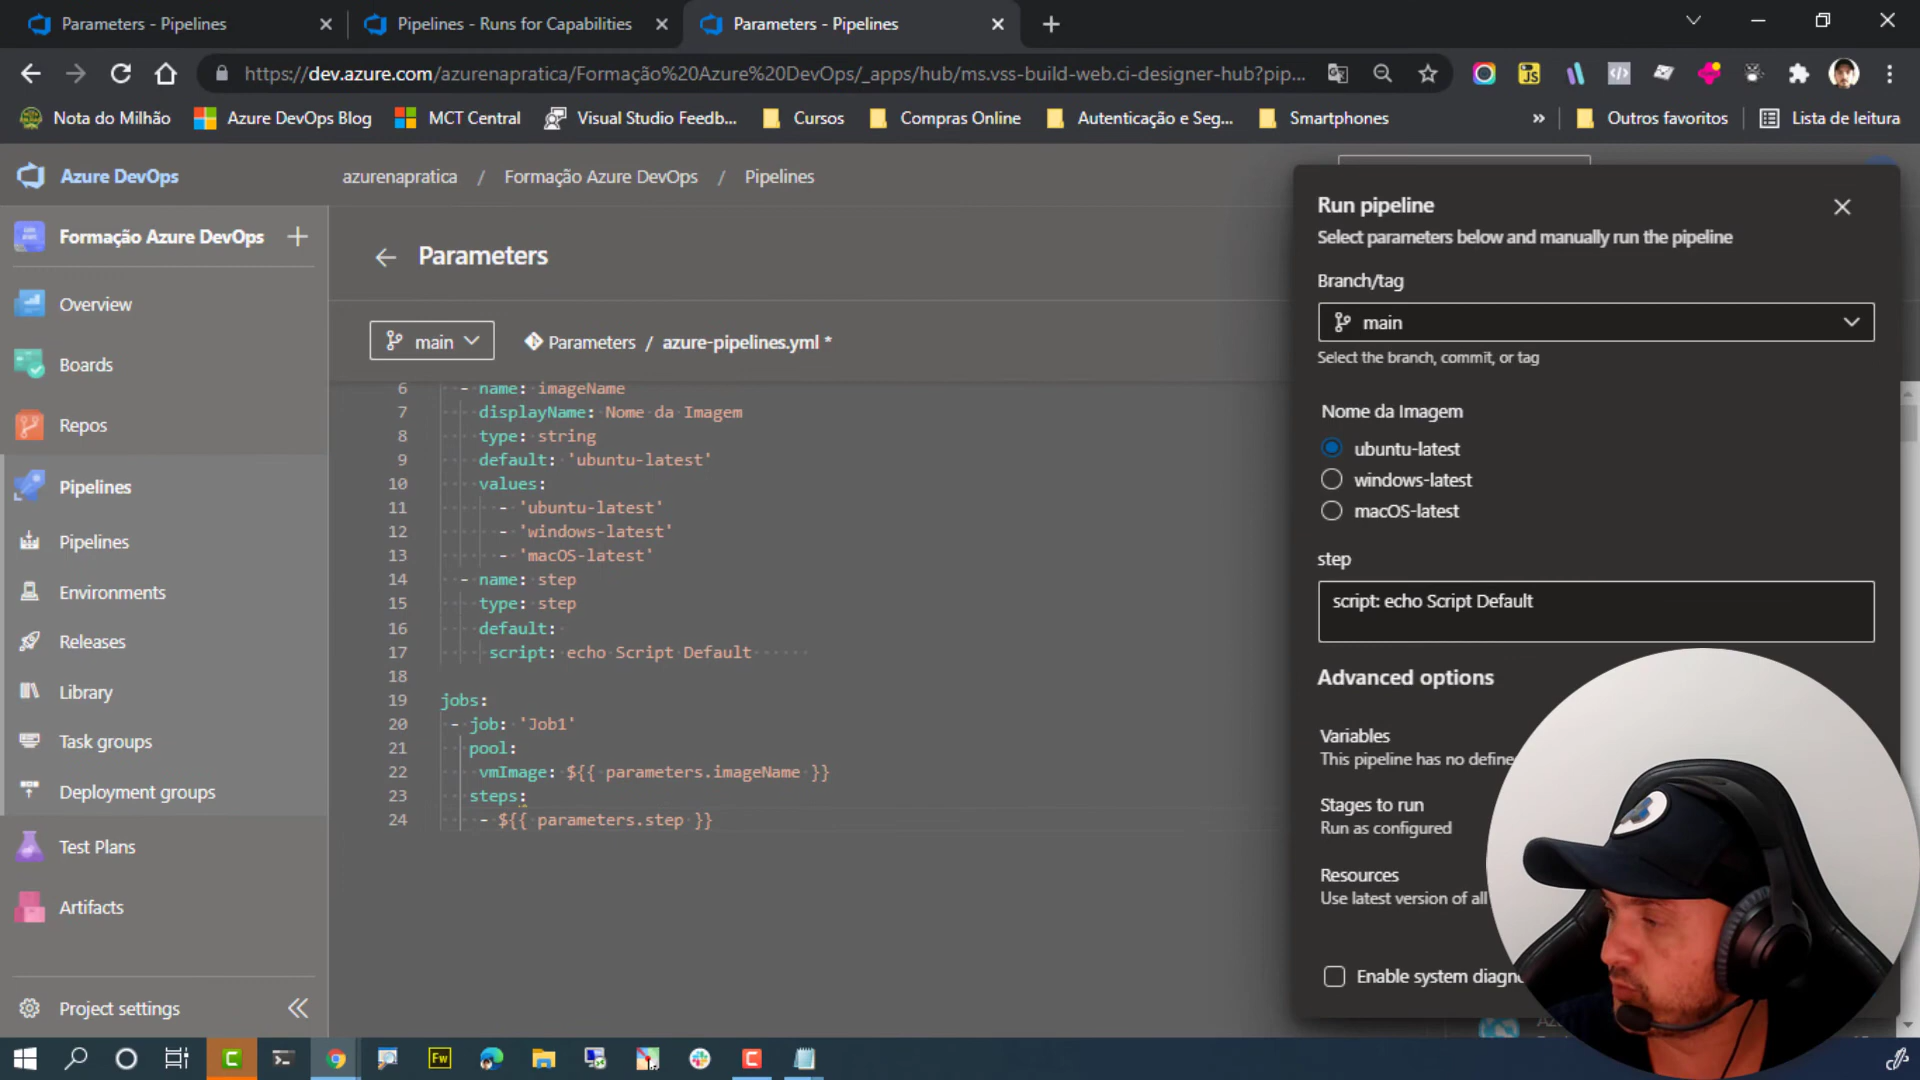 Parameters - Pipelines
Pipelines - Runs for Capabilities
Parameters - Pipelines
https://dev.azure.com/azurenapratica/Formação%20Azure%20DevOps/_apps/hub/ms.vss-build-web.ci-designer-hub?pip...
Nota do Milhão
Azure DevOps Blog
MCT Central
Visual Studio Feedb...
Cursos
Compras Online
Autenticação e Seg...
Smartphones
»
Outros favoritos
Lista de leitura
Azure DevOps
azurenapratica / Formação Azure DevOps / Pipelines
Formação Azure DevOps
Overview
Boards
Repos
Pipelines
Pipelines
Environments
Releases
Library
Task groups
Deployment groups
Test Plans
Artifacts
Project settings
Parameters
main
Parameters / azure-pipelines.yml *
6 - name: imageName
7 displayName: Nome da Imagem
8 type: string
9 default: 'ubuntu-latest'
10 values:
11 - 'ubuntu-latest'
12 - 'windows-latest'
13 - 'macOS-latest'
14 - name: step
15 type: step
16 default:
17 script: echo Script Default
18
19 jobs:
20 - job: 'Job1'
21 pool:
22 vmImage: ${{ parameters.imageName }}
23 steps:
24 - ${{ parameters.step }}
Run pipeline
Select parameters below and manually run the pipeline
Branch/tag
main
Select the branch, commit, or tag
Nome da Imagem
ubuntu-latest
windows-latest
macOS-latest
step
script: echo Script Default
Advanced options
Variables
This pipeline has no define
Stages to run
Run as configured
Resources
Use latest version of all
Enable system diagn
JS
Fw